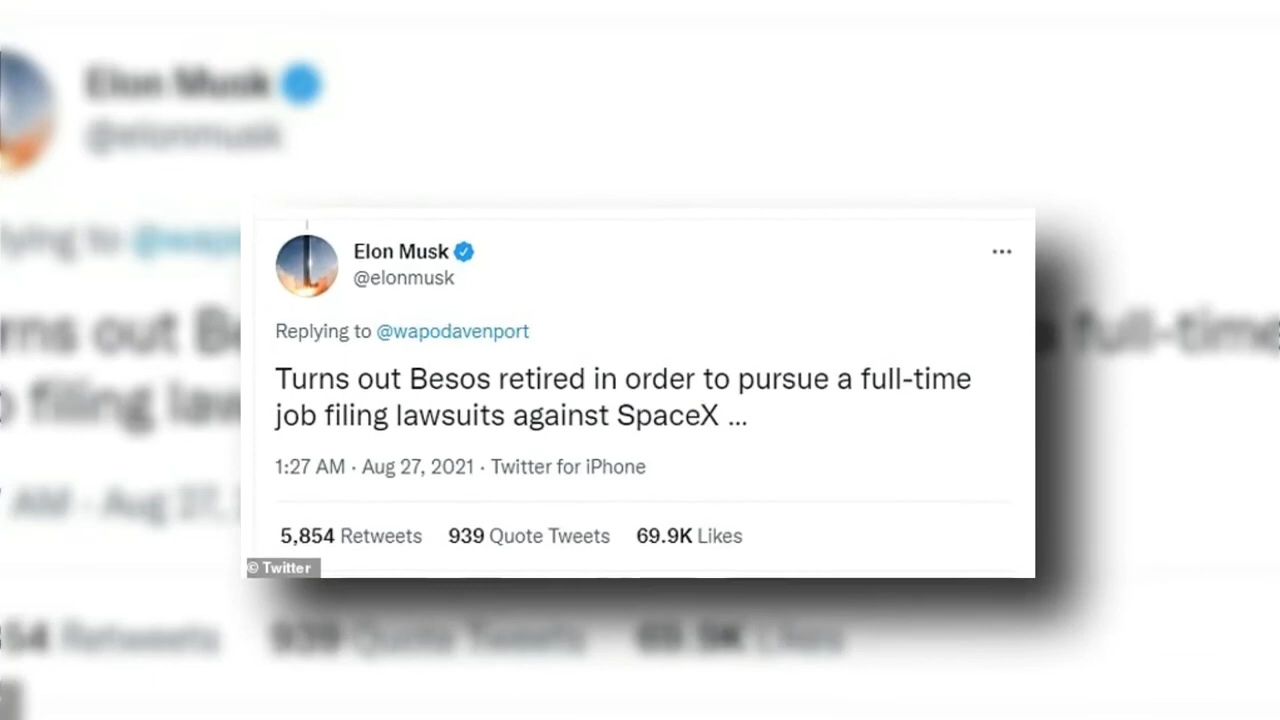 Elon Musk
@elonmusk
Replying to @wapodavenport
Turns out Besos retired in order to pursue a full-time
job filing lawsuits against SpaceX ...
1:27 AM · Aug 27, 2021 · Twitter for iPhone
5,854 Retweets 939 Quote Tweets 69.9K Likes
© Twitter